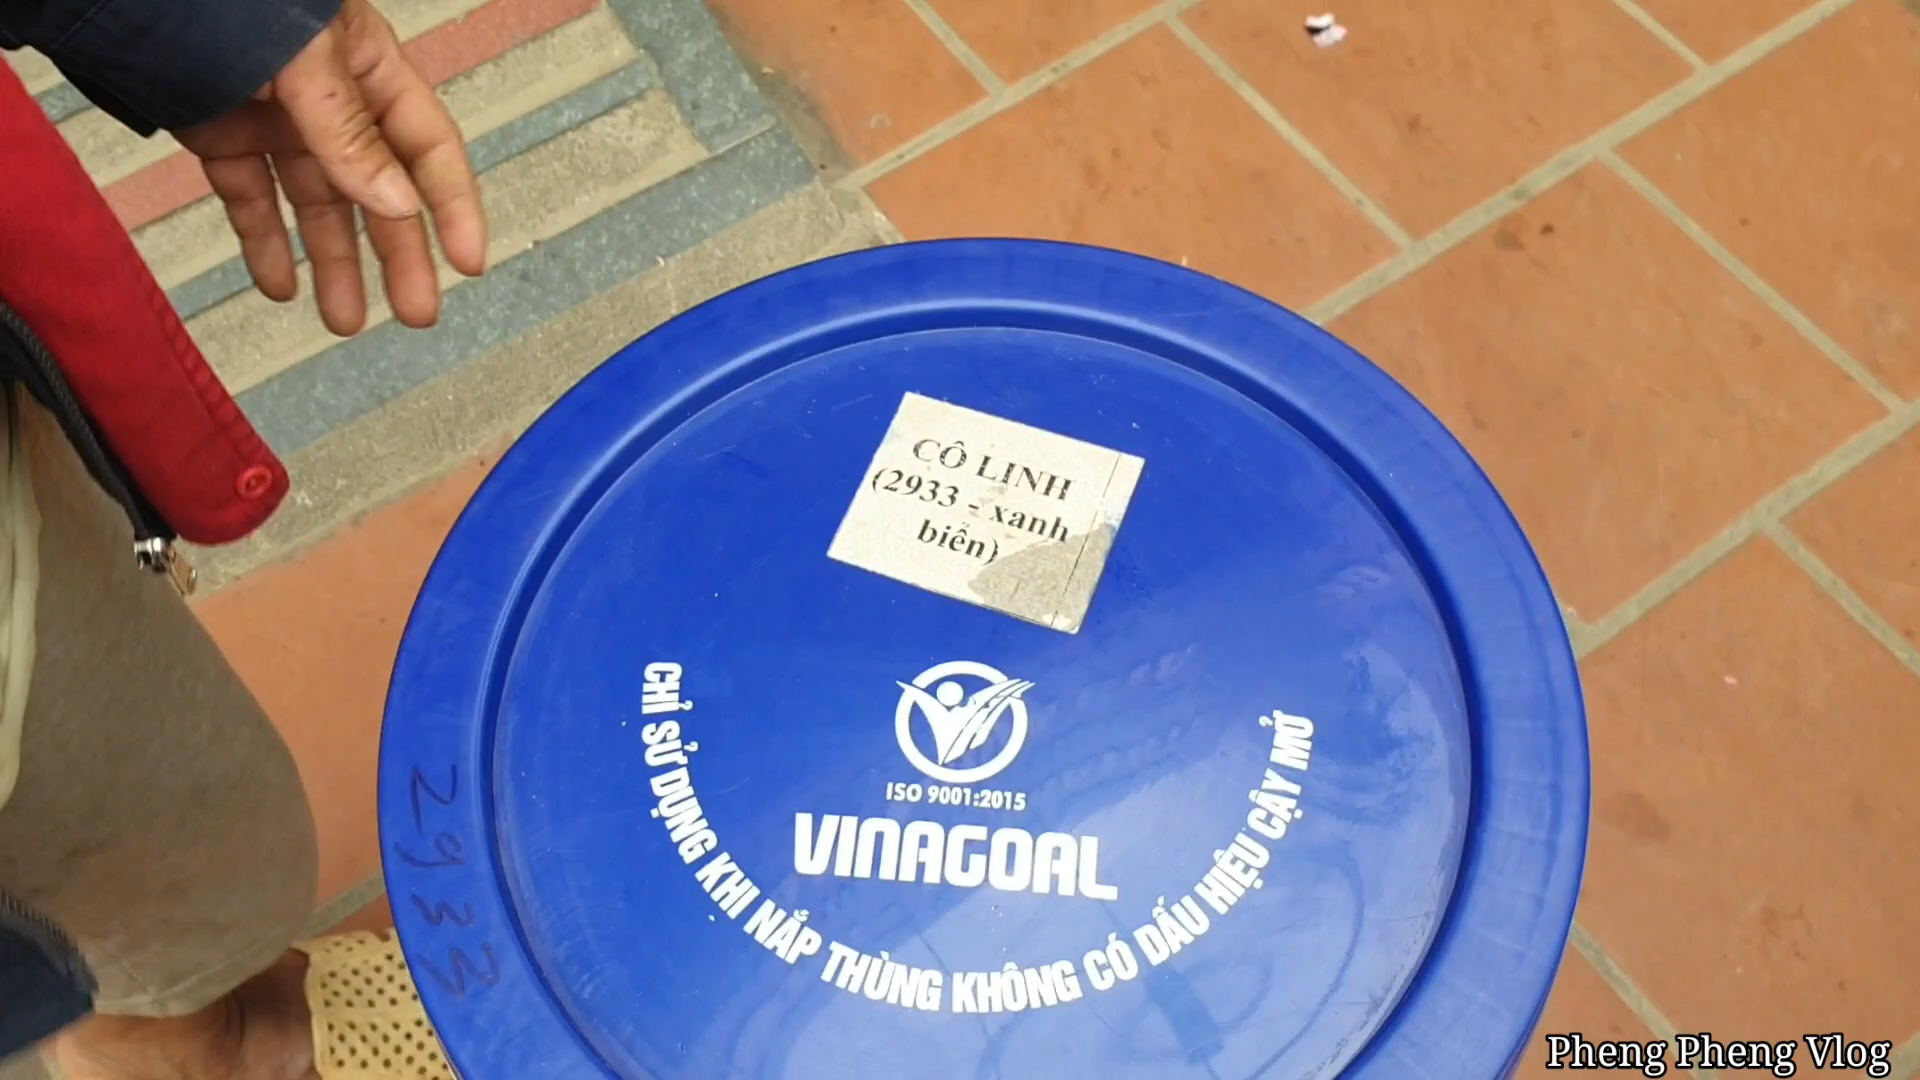 CÔ LINH
(2933 - xanh
biển)
ISO 9001:2015
VINAGOAL
CHỈ SỬ DỤNG KHI NẮP THÙNG KHÔNG CÓ DẤU HIỆU CẬY MỞ
2933
Pheng Pheng Vlog